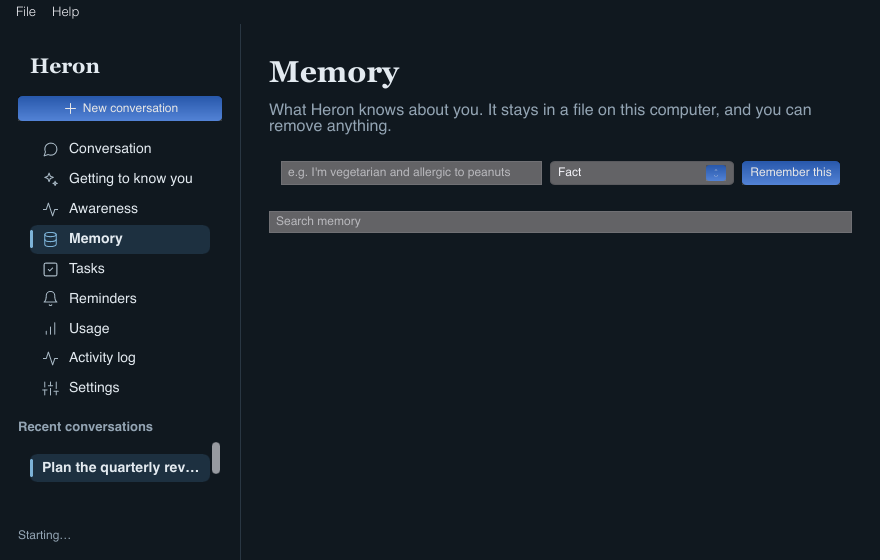 File Help
Heron
New conversation
Conversation
Getting to know you
Awareness
Memory
Tasks
Reminders
Usage
Activity log
Settings
Recent conversations
Plan the quarterly rev…
Starting…
Memory
What Heron knows about you. It stays in a file on this computer, and you can
remove anything.
e.g. I'm vegetarian and allergic to peanuts Fact Remember this
Search memory